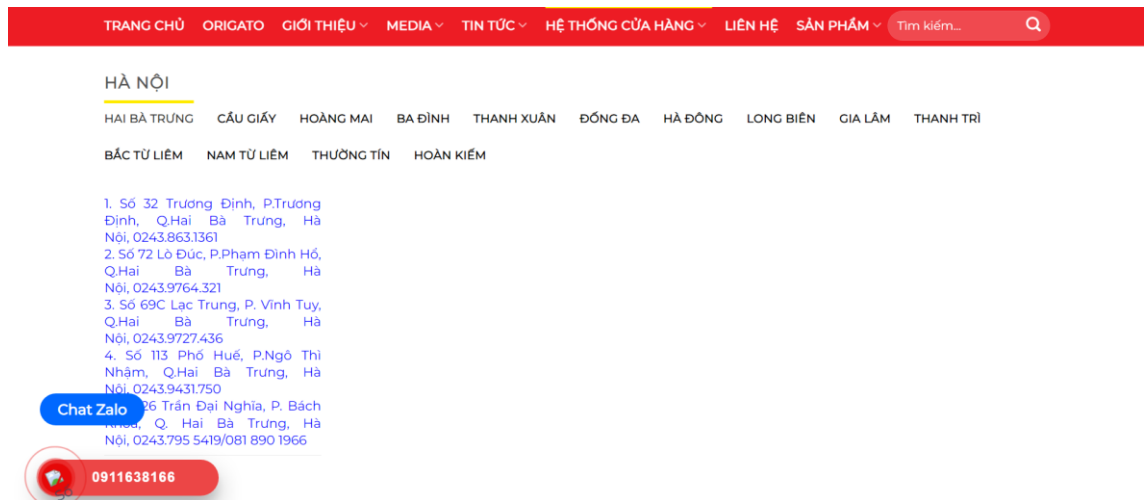 TRANG CHỦ ORIGATO GIỚI THIỆU MEDIA TIN TỨC HỆ THỐNG CỬA HÀNG LIÊN HỆ SẢN PHẨM Tìm kiếm...
HÀ NỘI
HAI BÀ TRƯNG CẦU GIẤY HOÀNG MAI BA ĐÌNH THANH XUÂN ĐỐNG ĐA HÀ ĐÔNG LONG BIÊN GIA LÂM THANH TRÌ
BẮC TỪ LIÊM NAM TỪ LIÊM THƯỜNG TÍN HOÀN KIẾM
1. Số 32 Trương Định, P.Trương
Định, Q.Hai Bà Trưng, Hà
Nội, 0243.863.1361
2. Số 72 Lò Đúc, P.Phạm Đình Hổ,
Q.Hai Bà Trưng, Hà
Nội, 0243.9764.321
3. Số 69C Lạc Trung, P. Vĩnh Tuy,
Q.Hai Bà Trưng, Hà
Nội, 0243.9727.436
4. Số 113 Phố Huế, P.Ngô Thì
Nhậm, Q.Hai Bà Trưng, Hà
Nội, 0243.9431.750
Chat Zalo
26 Trần Đại Nghĩa, P. Bách
Khoa, Q. Hai Bà Trưng, Hà
Nội, 0243.795 5419/081 890 1966
0911638166